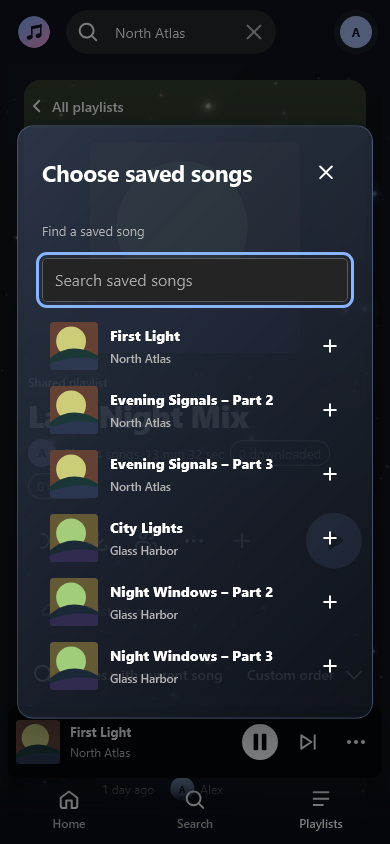 North Atlas
A
All playlists
Choose saved songs
Find a saved song
Search saved songs
First Light
North Atlas
Shared playlist
Evening Signals – Part 2
North Atlas
Evening Signals – Part 3
North Atlas
City Lights
Glass Harbor
Night Windows – Part 2
Glass Harbor
Night Windows – Part 3
Glass Harbor
Custom order
First Light
North Atlas
1 day ago
Alex
Home
Search
Playlists